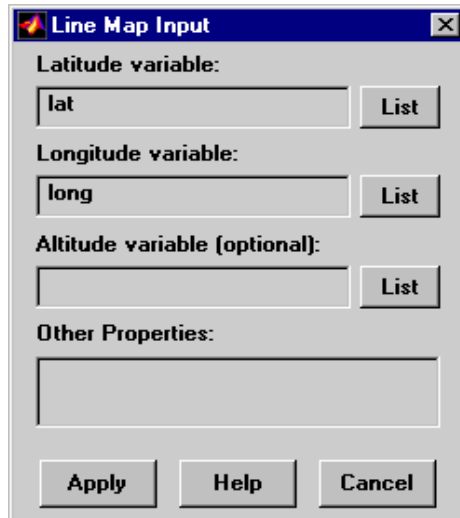 Line Map Input
Latitude variable:
lat List
Longitude variable:
long List
Altitude variable (optional):
List
Other Properties:
Apply Help Cancel